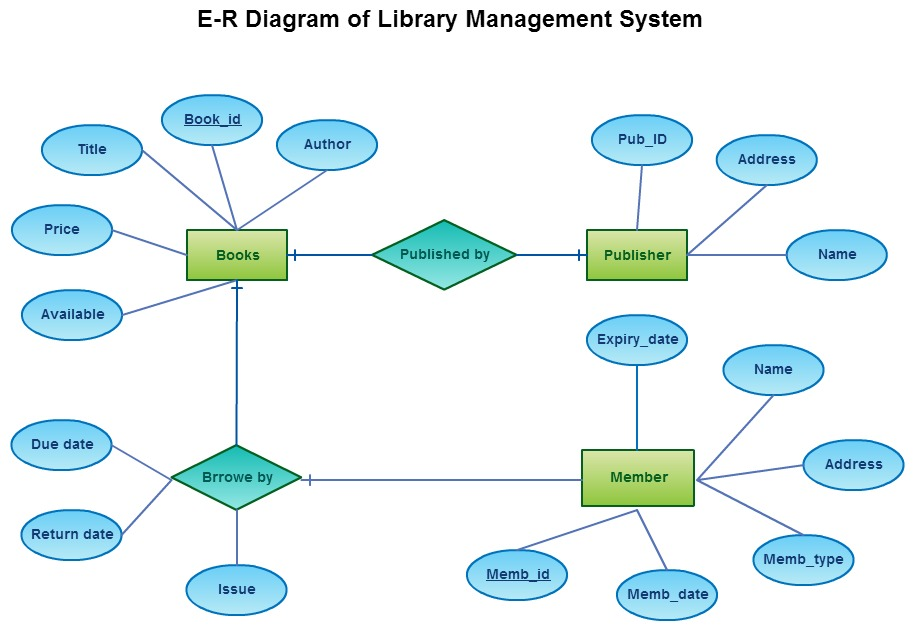 E-R Diagram of Library Management System
Book_id
Title
Author
Pub_ID
Address
Price
Books
Published by
Publisher
Name
Available
Expiry_date
Name
Due date
Brrowe by
Member
Address
Return date
Issue
Memb_id
Memb_date
Memb_type